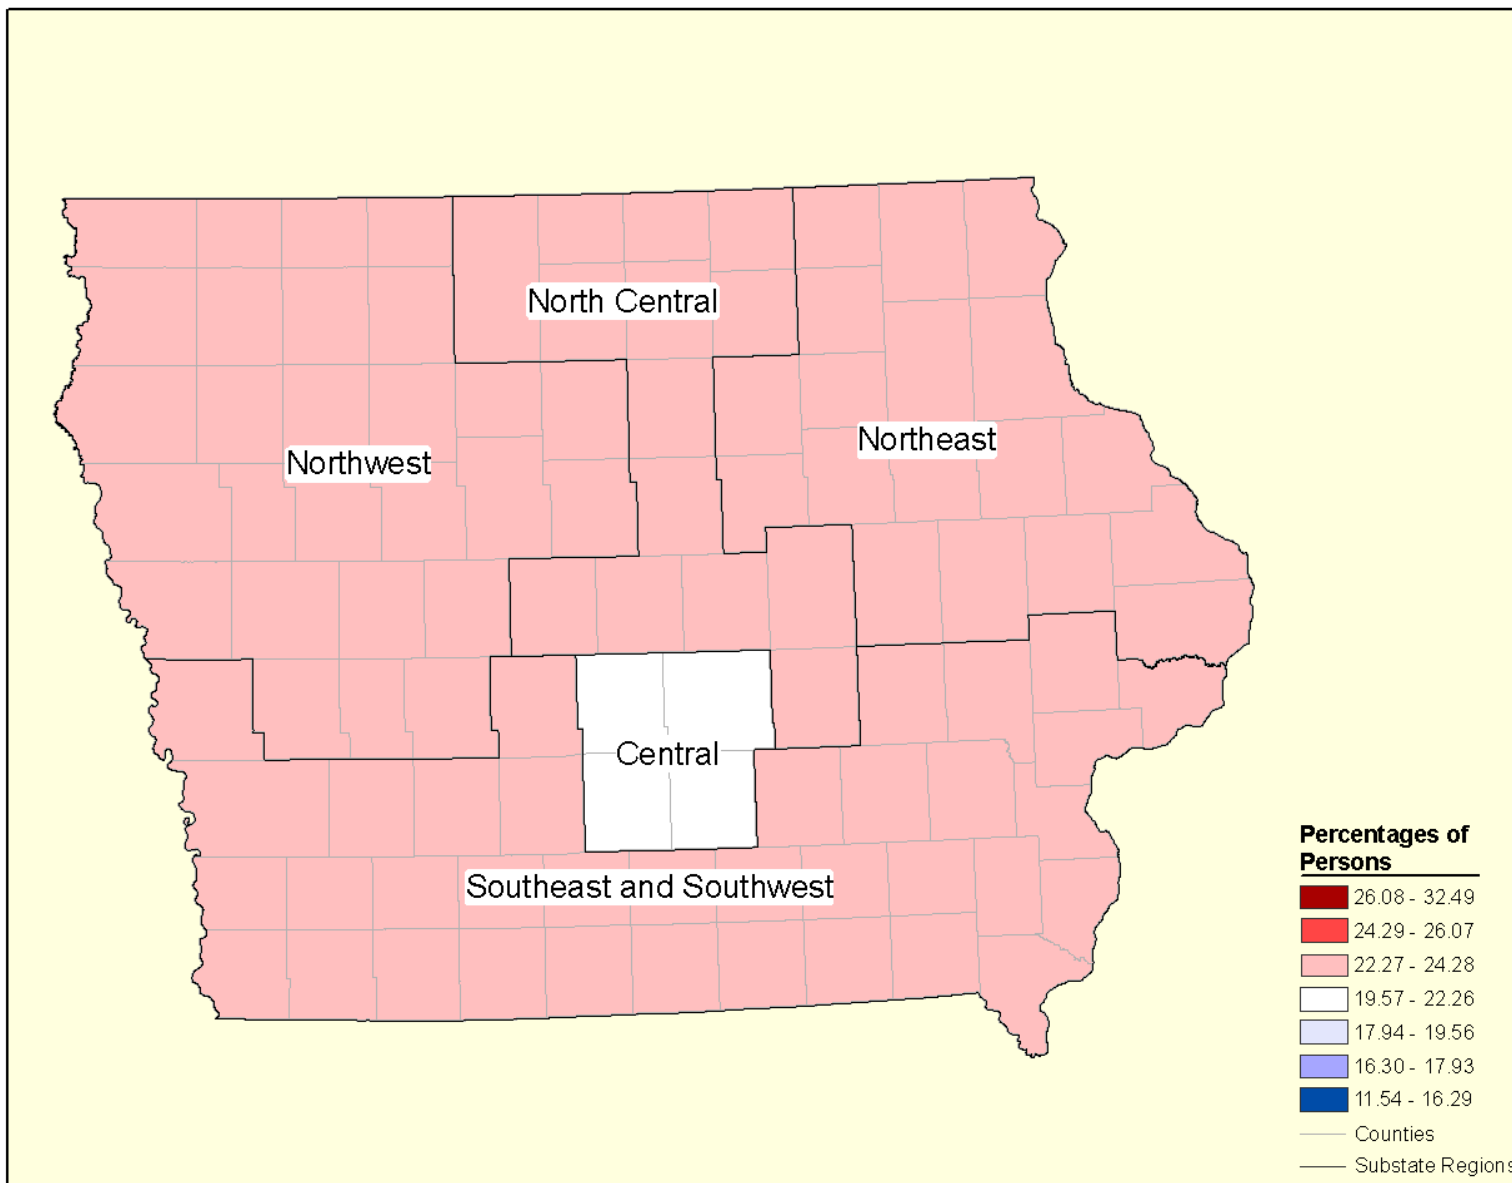 North Central
Northeast
Northwest
Central
Southeast and Southwest
Percentages of
Persons
26.08 - 32.49
24.29 - 26.07
22.27 - 24.28
19.57 - 22.26
17.94 - 19.56
16.30 - 17.93
11.54 - 16.29
Counties
Substate Regions